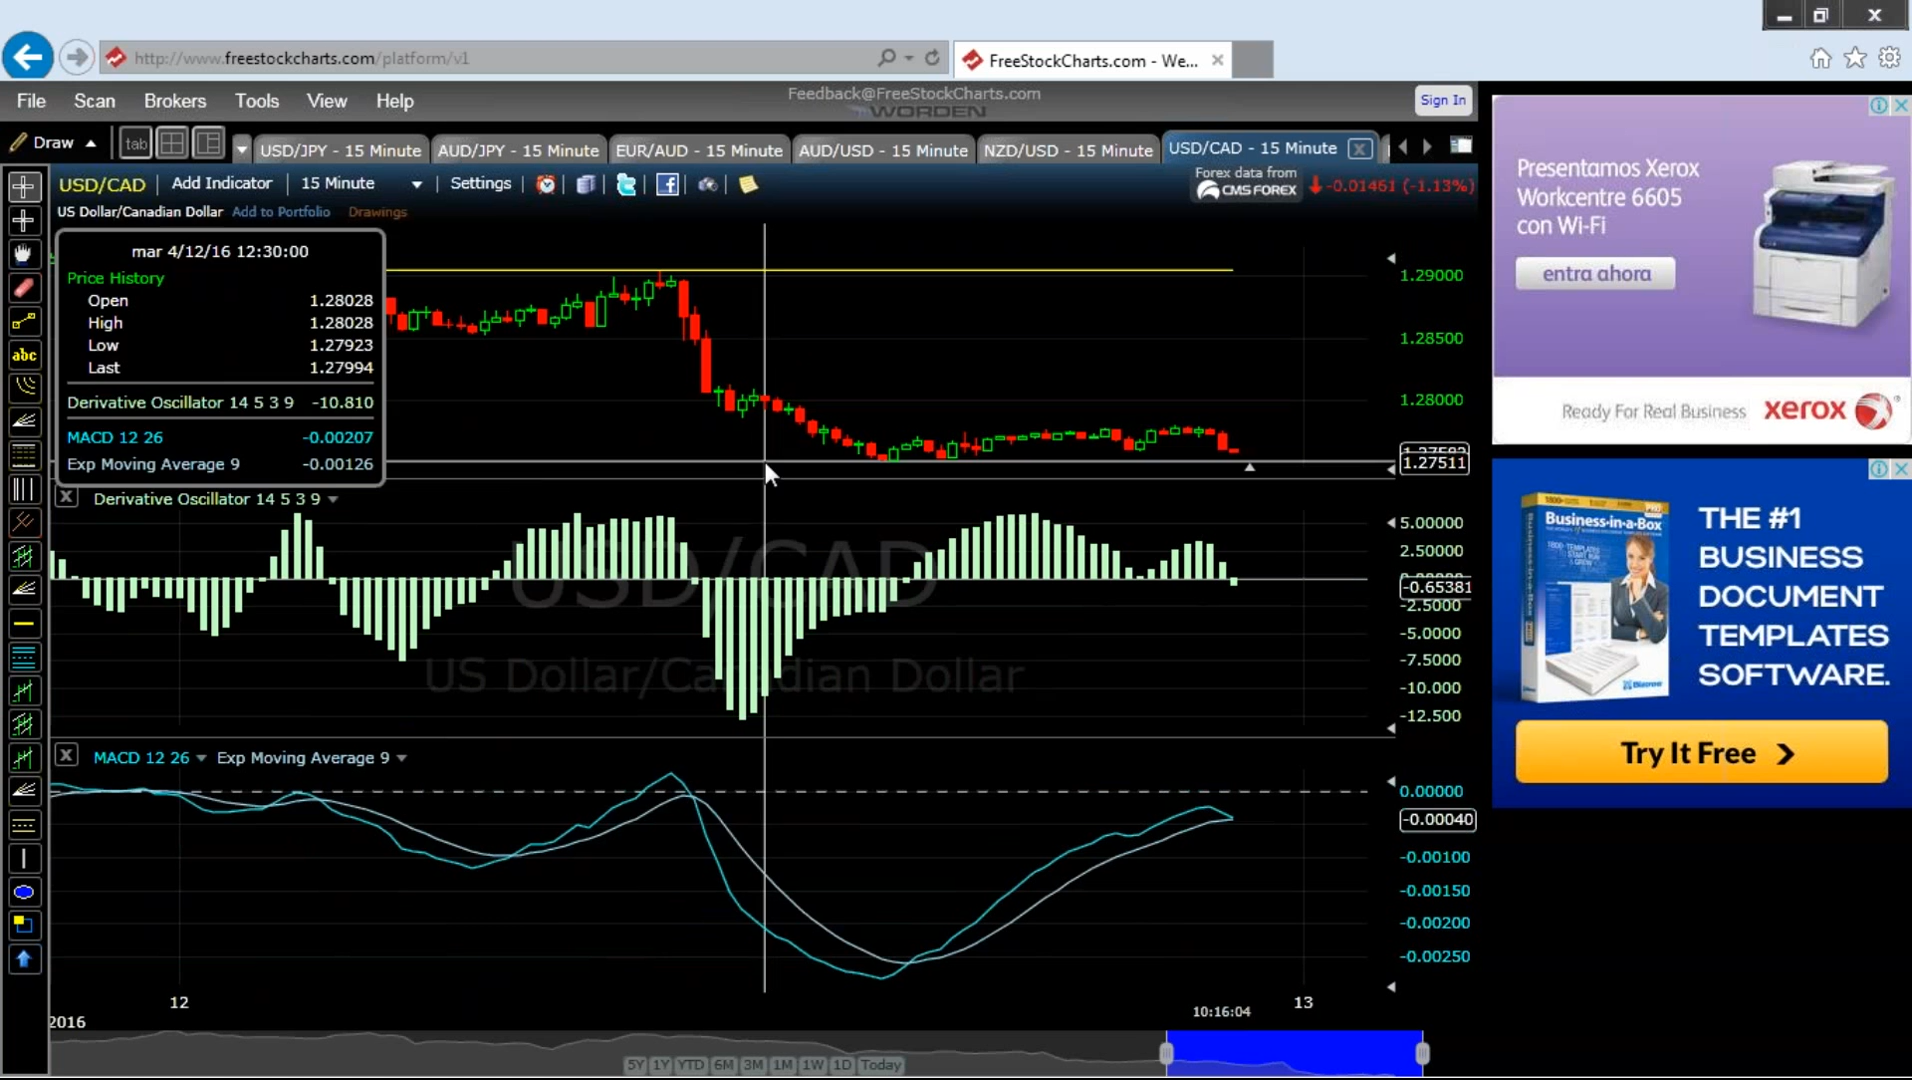 http://www.freestockcharts.com/platform/v1
FreeStockCharts.com - We...
File Scan Brokers Tools View Help
Feedback@FreeStockCharts.com
WORDEN
Sign In
Draw tab USD/JPY - 15 Minute AUD/JPY - 15 Minute EUR/AUD - 15 Minute AUD/USD - 15 Minute NZD/USD - 15 Minute USD/CAD - 15 Minute
USD/CAD Add Indicator 15 Minute Settings
Forex data from
CMS FOREX
-0.01461 (-1.13%)
US Dollar/Canadian Dollar Add to Portfolio Drawings
mar 4/12/16 12:30:00
Price History
Open 1.28028
High 1.28028
Low 1.27923
Last 1.27994
Derivative Oscillator 14 5 3 9 -10.810
MACD 12 26 -0.00207
Exp Moving Average 9 -0.00126
1.29000
1.28500
1.28000
1.27511
abc
Derivative Oscillator 14 5 3 9
USD/CAD
US Dollar/Canadian Dollar
5.00000
2.50000
-0.65381
-2.5000
-5.0000
-7.5000
-10.000
-12.500
MACD 12 26 Exp Moving Average 9
0.00000
-0.00040
-0.00100
-0.00150
-0.00200
-0.00250
12
10:16:04
13
2016
5Y 1Y YTD 6M 3M 1M 1W 1D Today
Presentamos Xerox
Workcentre 6605
con Wi-Fi
entra ahora
Ready For Real Business xerox
Business-in-a-Box
THE #1
BUSINESS
DOCUMENT
TEMPLATES
SOFTWARE.
Try It Free